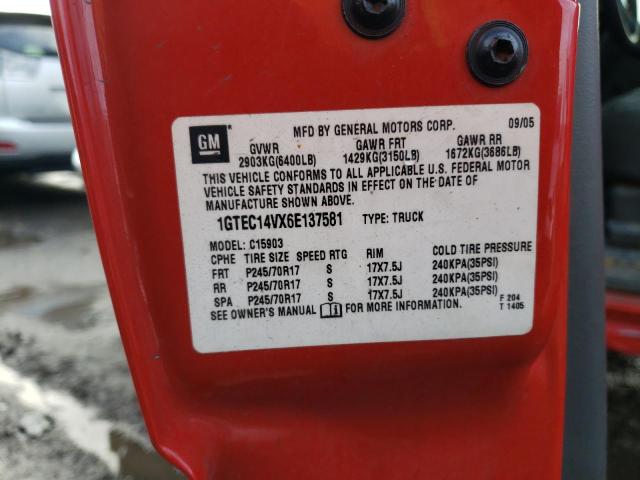 MFD BY GENERAL MOTORS CORP. 09/05
GM
GVWR GAWR FRT GAWR RR
2903KG(6400LB) 1429KG(3150LB) 1672KG(3686LB)
THIS VEHICLE CONFORMS TO ALL APPLICABLE U.S. FEDERAL MOTOR
VEHICLE SAFETY STANDARDS IN EFFECT ON THE DATE OF
MANUFACTURE SHOWN ABOVE.
1GTEC14VX6E137581 TYPE: TRUCK
MODEL: C15903
CPHE TIRE SIZE SPEED RTG RIM COLD TIRE PRESSURE
FRT P245/70R17 S 17X7.5J 240KPA(35PSI)
RR P245/70R17 S 17X7.5J 240KPA(35PSI)
SPA P245/70R17 S 17X7.5J 240KPA(35PSI)
SEE OWNER'S MANUAL FOR MORE INFORMATION.
F 204
T 1405